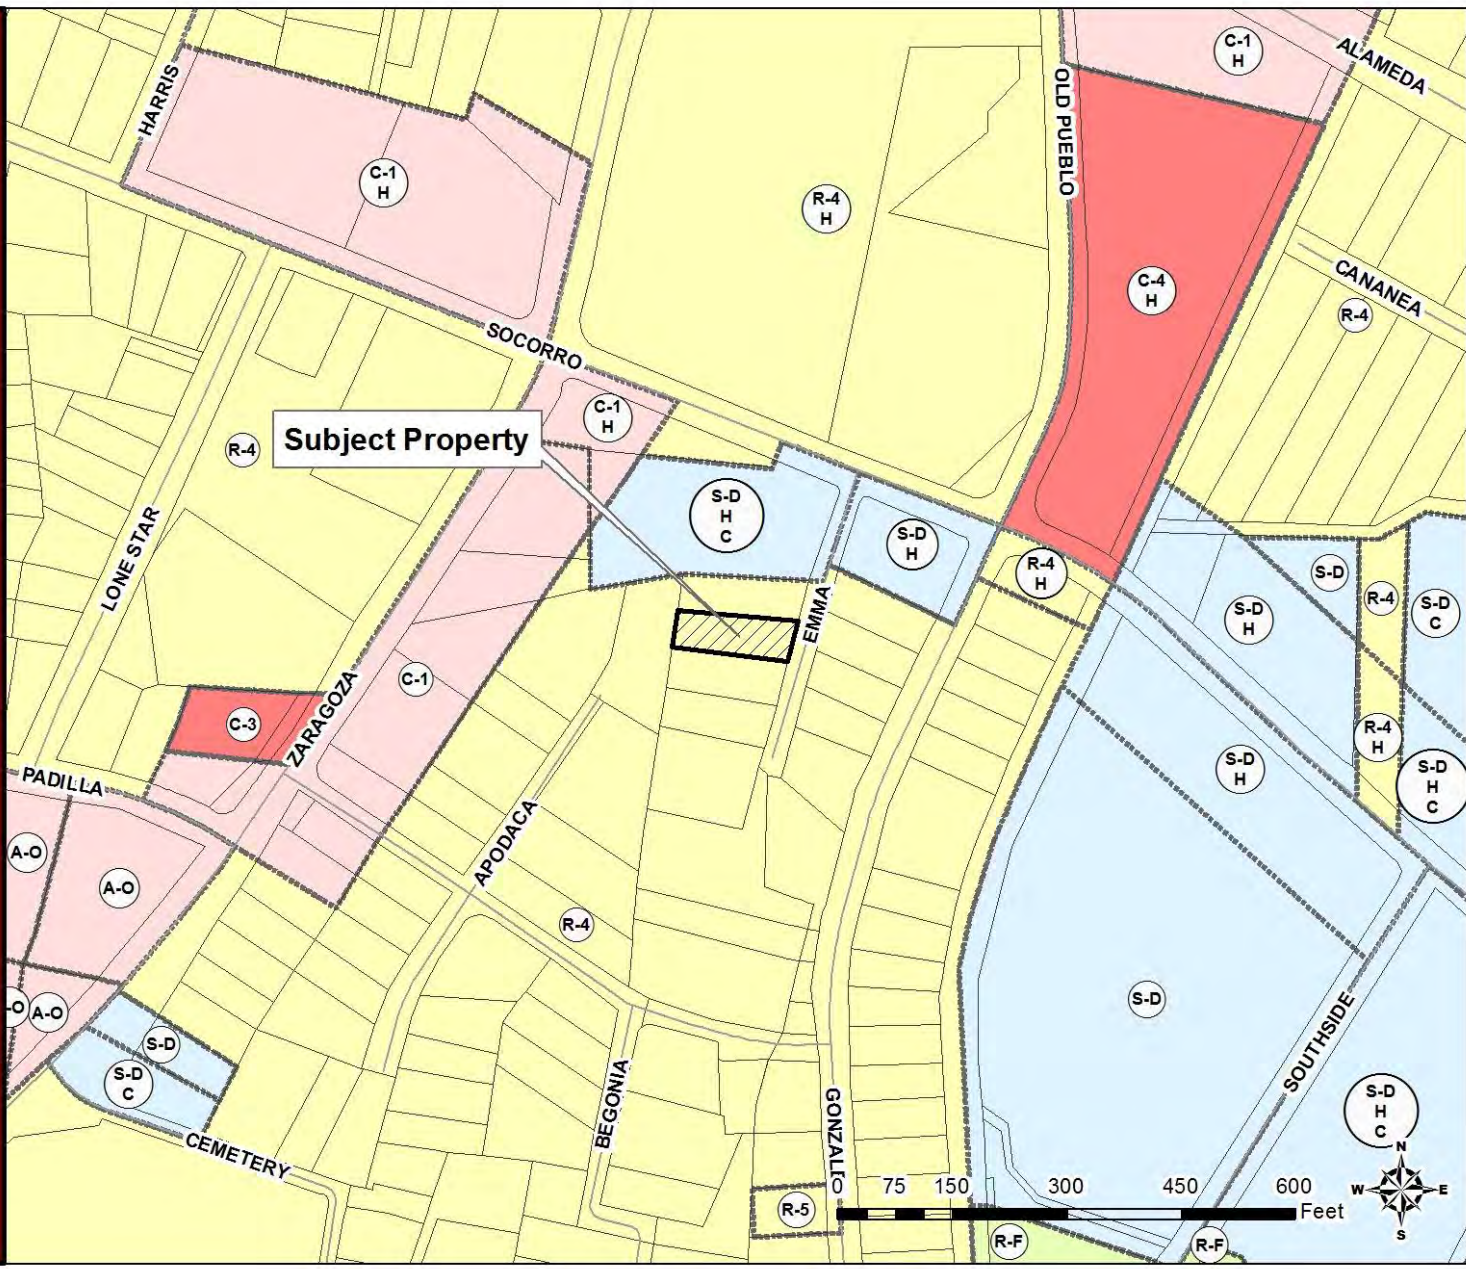 C-1
H
ALAMEDA
HARRIS
OLD PUEBLO
C-1
H
R-4
H
C-4
H
CANANEA
R-4
SOCORRO
C-1
H
Subject Property
R-4
S-D
H
C
S-D
H
R-4
H
S-D
R-4
S-D
C
S-D
H
LONE STAR
EMMA
C-1
C-3
ZARAGOZA
R-4
H
S-D
H
S-D
H
C
PADILLA
APODACA
A-O
A-O
R-4
S-D
-O
A-O
S-D
S-D
C
SOUTHSIDE
BEGONIA
CEMETERY
GONZALE
S-D
H
C
N
W
E
S
0 75 150 300 450 600
Feet
R-5
R-F
R-F